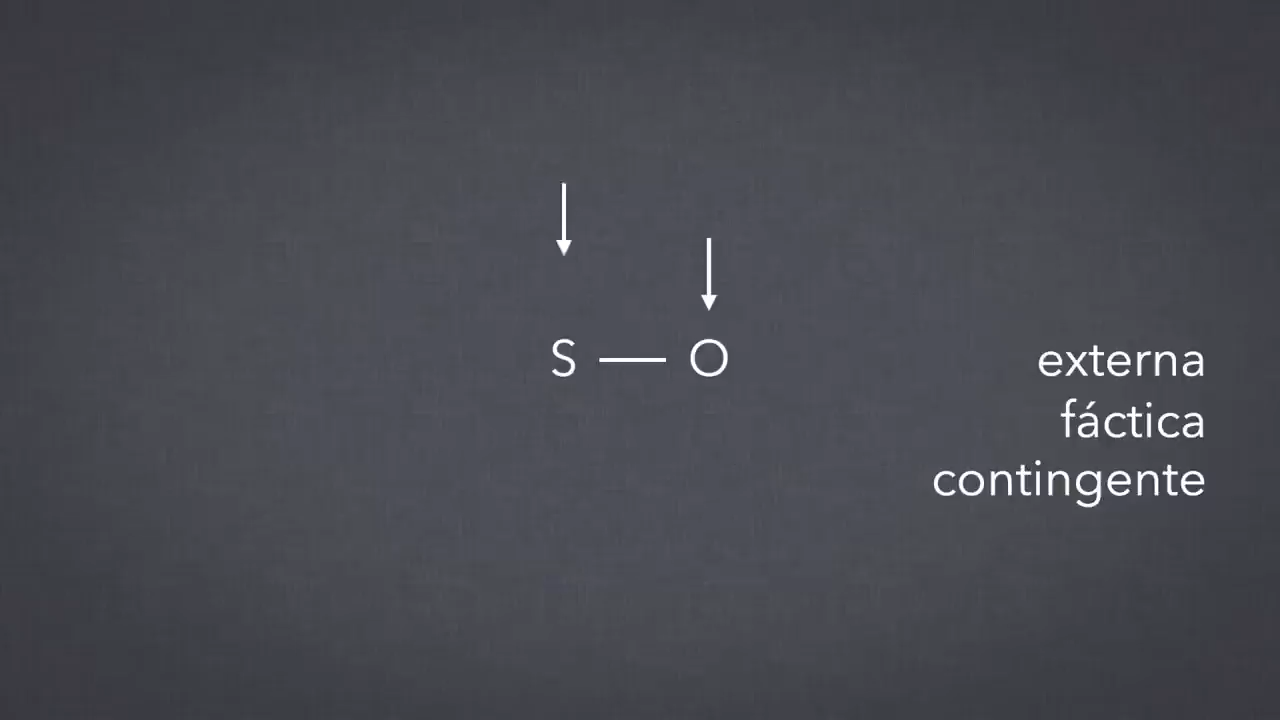 S — O
externa
fáctica
contingente